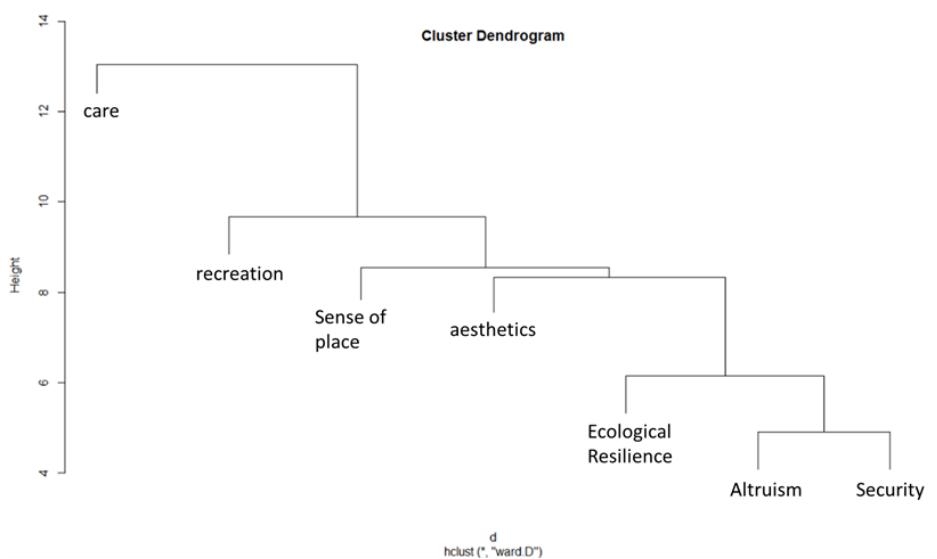 Cluster Dendrogram
14
12
10
8
6
4
Height
care
recreation
Sense of
place
aesthetics
Ecological
Resilience
Altruism
Security
d
hclust (*, "ward.D")